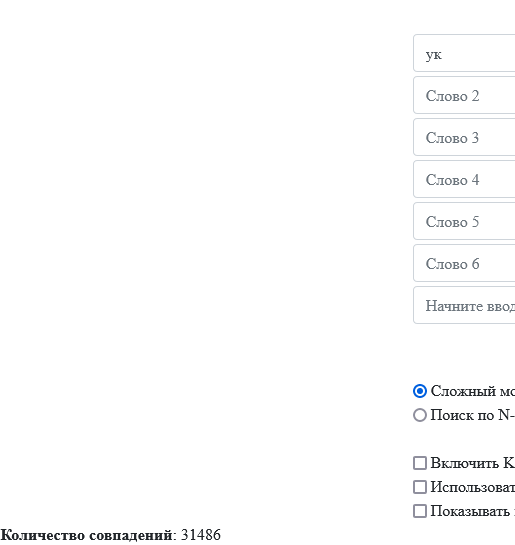 ук
Слово 2
Слово 3
Слово 4
Слово 5
Слово 6
Начните ввод
Сложный мо
Поиск по N-
Включить K
Использоват
Показывать
Количество совпадений: 31486